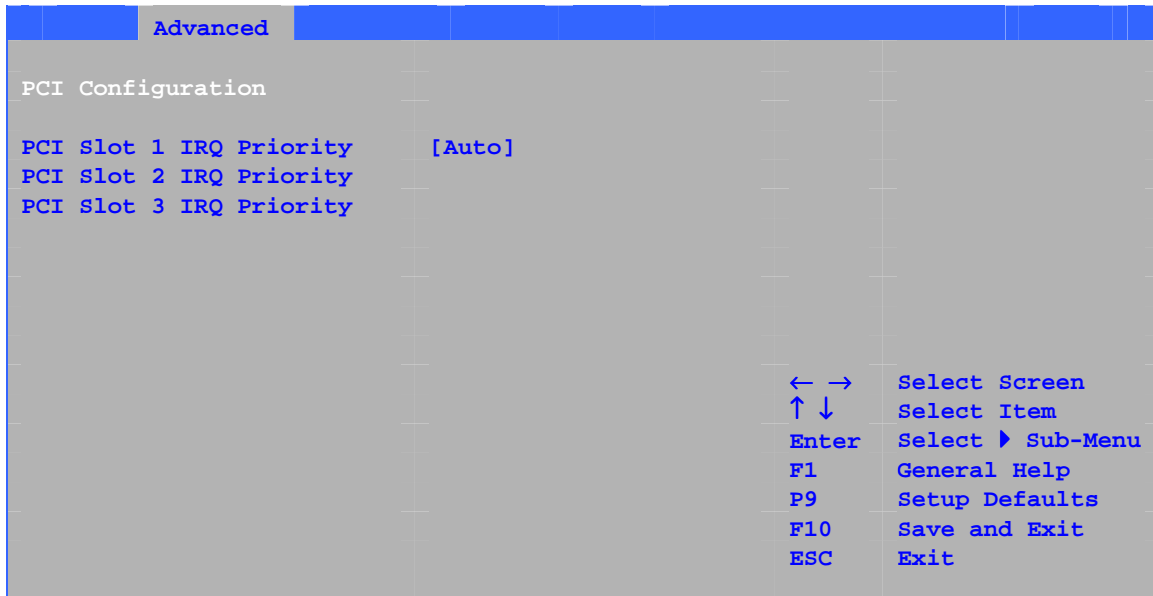 Advanced
PCI Configuration
PCI Slot 1 IRQ Priority [Auto]
PCI Slot 2 IRQ Priority
PCI Slot 3 IRQ Priority
← → Select Screen
↑ ↓ Select Item
Enter Select ▶ Sub-Menu
F1 General Help
P9 Setup Defaults
F10 Save and Exit
ESC Exit